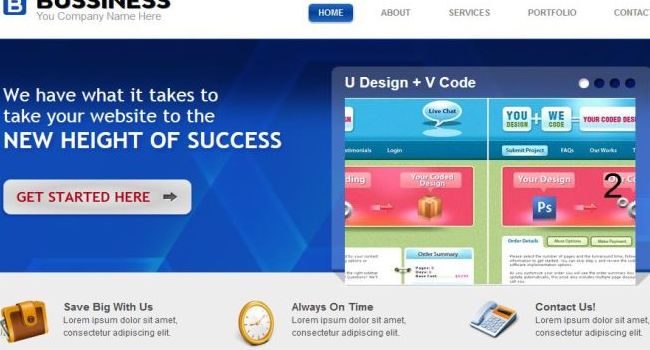 B BUSSINESS
You Company Name Here
HOME ABOUT SERVICES PORTFOLIO CONTAC
We have what it takes to
take your website to the
NEW HEIGHT OF SUCCESS
GET STARTED HERE
U Design + V Code
Live Chat
YOU DESIGN + WE CODE = YOUR CODED DES
Login
Submit Project FAQs Our Works
Your Coded
Design
Your Design
Ps
2
Order Summary
Order Details More Options Make Payment
Save Big With Us
Lorem ipsum dolor sit amet,
consectetur adipiscing elit.
Always On Time
Lorem ipsum dolor sit amet,
consectetur adipiscing elit.
Contact Us!
Lorem ipsum dolor sit amet,
consectetur adipiscing elit.